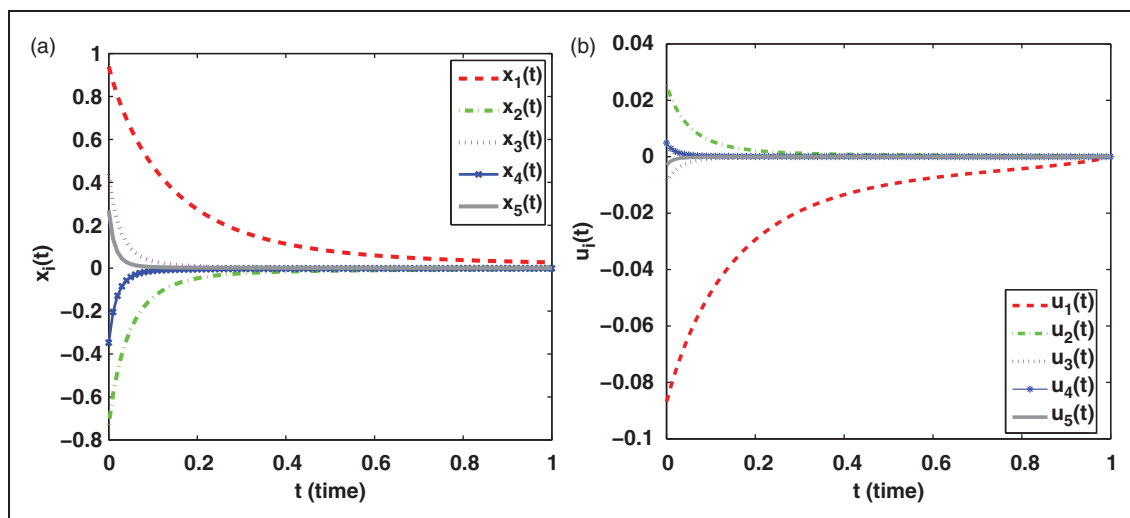 (a)
1
0.8
0.6
0.4
0.2
0
−0.2
−0.4
−0.6
−0.8
x_i(t)
0 0.2 0.4 0.6 0.8 1
t (time)
x_1(t)
x_2(t)
x_3(t)
x_4(t)
x_5(t)
(b)
0.04
0.02
0
−0.02
−0.04
−0.06
−0.08
−0.1
u_i(t)
0 0.2 0.4 0.6 0.8 1
t (time)
u_1(t)
u_2(t)
u_3(t)
u_4(t)
u_5(t)